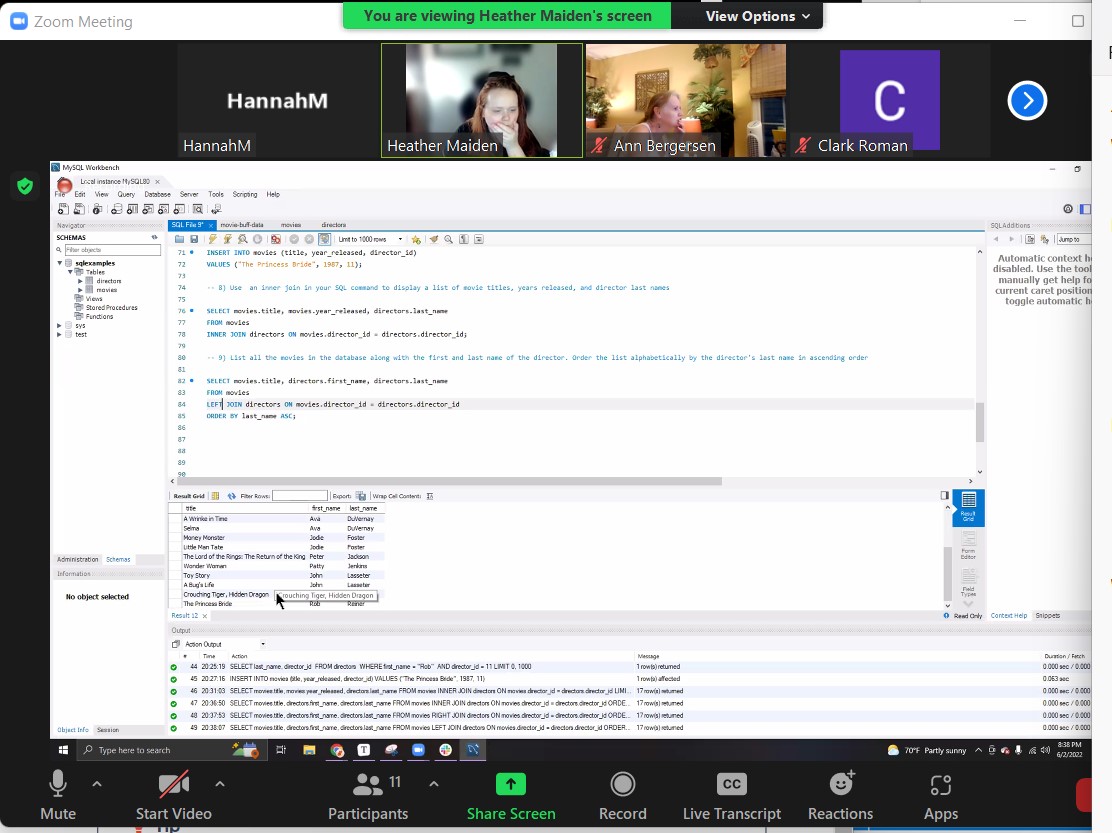 Zoom Meeting
You are viewing Heather Maiden's screen
View Options
HannahM
HannahM
Heather Maiden
Ann Bergersen
C
Clark Roman
MySQL Workbench
Local instance MySQL80
File Edit View Query Database Server Tools Scripting Help
Navigator
SCHEMAS
Filter objects
sqlexamples
Tables
directors
movies
Views
Stored Procedures
Functions
sys
test
Administration Schemas
Information
No object selected
Object Info Session
SQL File 9* movie-buff-data movies directors
Limit to 1000 rows
71 INSERT INTO movies (title, year_released, director_id)
72 VALUES ("The Princess Bride", 1987, 11);
73
74 -- 8) Use an inner join in your SQL command to display a list of movie titles, years released, and director last names
75
76 SELECT movies.title, movies.year_released, directors.last_name
77 FROM movies
78 INNER JOIN directors ON movies.director_id = directors.director_id;
79
80 -- 9) List all the movies in the database along with the first and last name of the director. Order the list alphabetically by the director's last name in ascending order
81
82 SELECT movies.title, directors.first_name, directors.last_name
83 FROM movies
84 LEFT JOIN directors ON movies.director_id = directors.director_id
85 ORDER BY last_name ASC;
86
87
88
89
90
Result Grid Filter Rows: Export: Wrap Cell Content:
title first_name last_name
A Wrinke in Time Ava DuVernay
Selma Ava DuVernay
Money Monster Jodie Foster
Little Man Tate Jodie Foster
The Lord of the Rings: The Return of the King Peter Jackson
Wonder Woman Patty Jenkins
Toy Story John Lasseter
A Bug's Life John Lasseter
Crouching Tiger, Hidden Dragon Crouching Tiger, Hidden Dragon
The Princess Bride Rob Reiner
Result Grid
Form Editor
Field Types
Result 12
Read Only
SQLAdditions
Jump to
Automatic context he
disabled. Use the tool
manually get help fo
current caret position
toggle automatic he
Context Help Snippets
Output
Action Output
# Time Action Message Duration / Fetch
44 20:25:19 SELECT last_name, director_id FROM directors WHERE first_name = "Rob" AND director_id = 11 LIMIT 0, 1000 1 row(s) returned 0.000 sec / 0.000
45 20:27:16 INSERT INTO movies (title, year_released, director_id) VALUES ("The Princess Bride", 1987, 11) 1 row(s) affected 0.063 sec
46 20:31:03 SELECT movies.title, movies.year_released, directors.last_name FROM movies INNER JOIN directors ON movies.director_id = directors.director_id LIMI... 17 row(s) returned 0.000 sec / 0.000
47 20:36:50 SELECT movies.title, directors.first_name, directors.last_name FROM movies INNER JOIN directors ON movies.director_id = directors.director_id ORDE... 17 row(s) returned 0.000 sec / 0.000
48 20:37:53 SELECT movies.title, directors.first_name, directors.last_name FROM movies RIGHT JOIN directors ON movies.director_id = directors.director_id ORDE... 17 row(s) returned 0.000 sec / 0.000
49 20:38:07 SELECT movies.title, directors.first_name, directors.last_name FROM movies LEFT JOIN directors ON movies.director_id = directors.director_id ORDER... 17 row(s) returned 0.000 sec / 0.000
Type here to search
70°F Partly sunny
8:38 PM
6/2/2022
Mute
Start Video
11
Participants
Share Screen
Record
CC
Live Transcript
Reactions
Apps